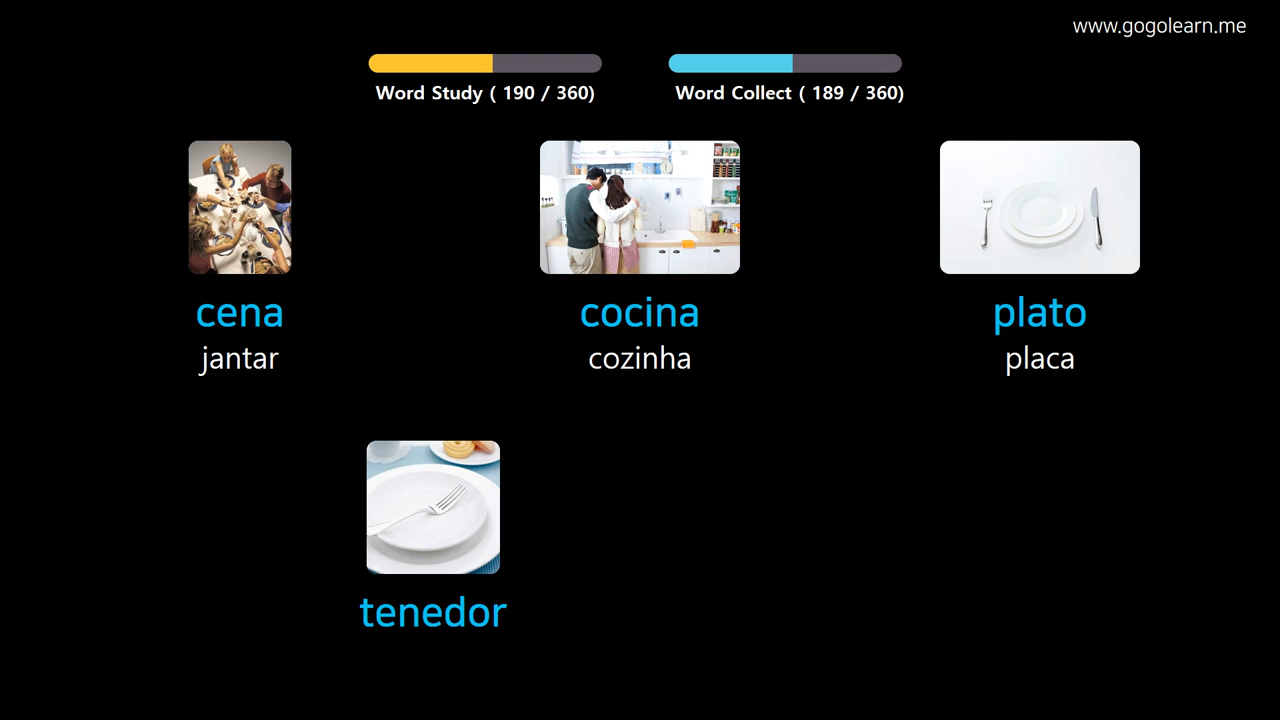 www.gogolearn.me
Word Study ( 190 / 360)
Word Collect ( 189 / 360)
cena
jantar
cocina
cozinha
plato
placa
tenedor